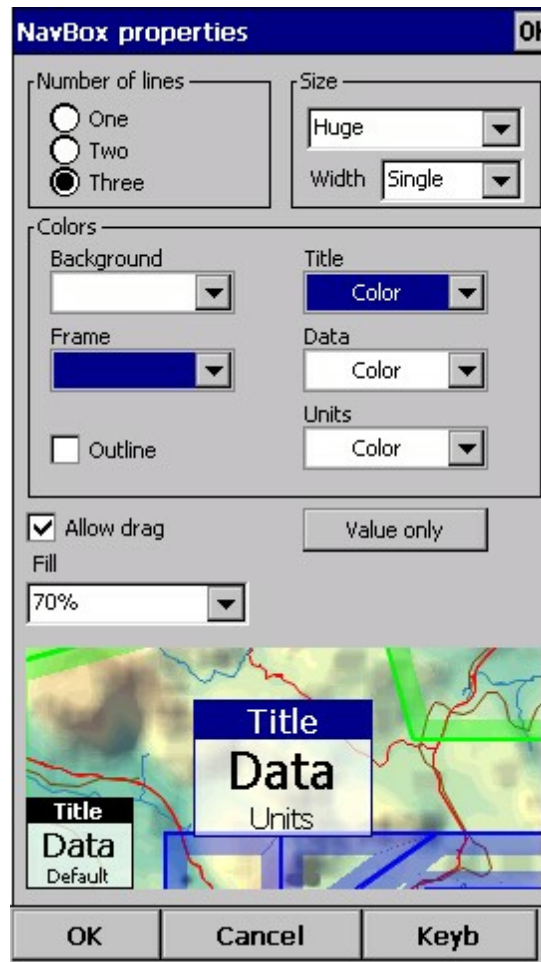 NavBox properties
OK
Number of lines
One
Two
Three
Size
Huge
Width Single
Colors
Background
Title
Color
Frame
Data
Color
Units
Color
Outline
Allow drag
Value only
Fill
70%
Title
Data
Units
Title
Data
Default
OK Cancel Keyb